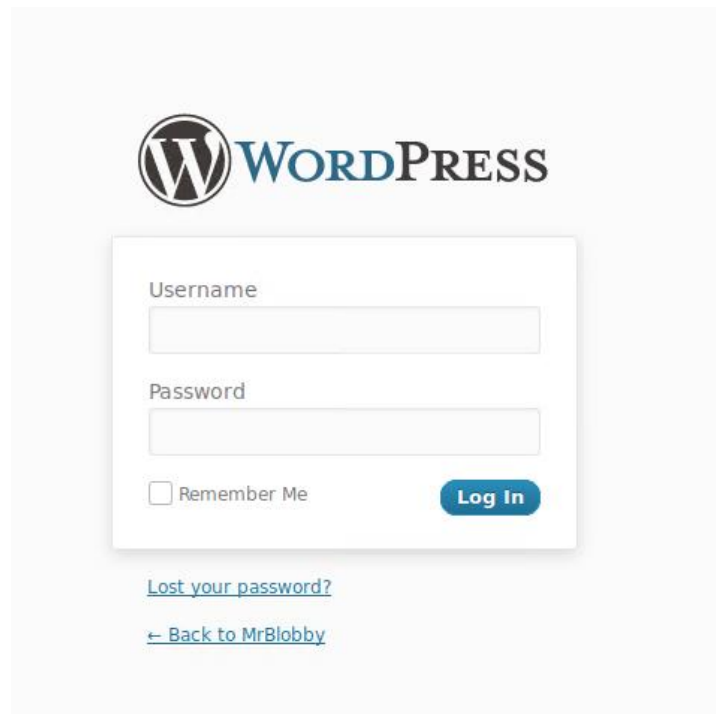 WORDPRESS
Username
Password
Remember Me
Log In
Lost your password?
← Back to MrBlobby